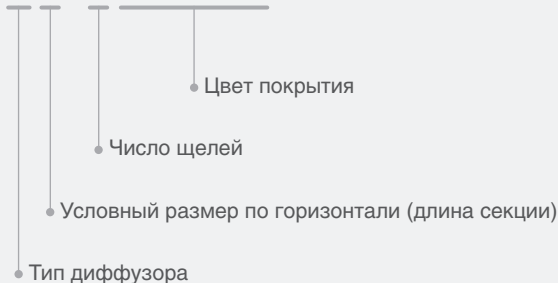 Цвет покрытия
Число щелей
Условный размер по горизонтали (длина секции)
Тип диффузора